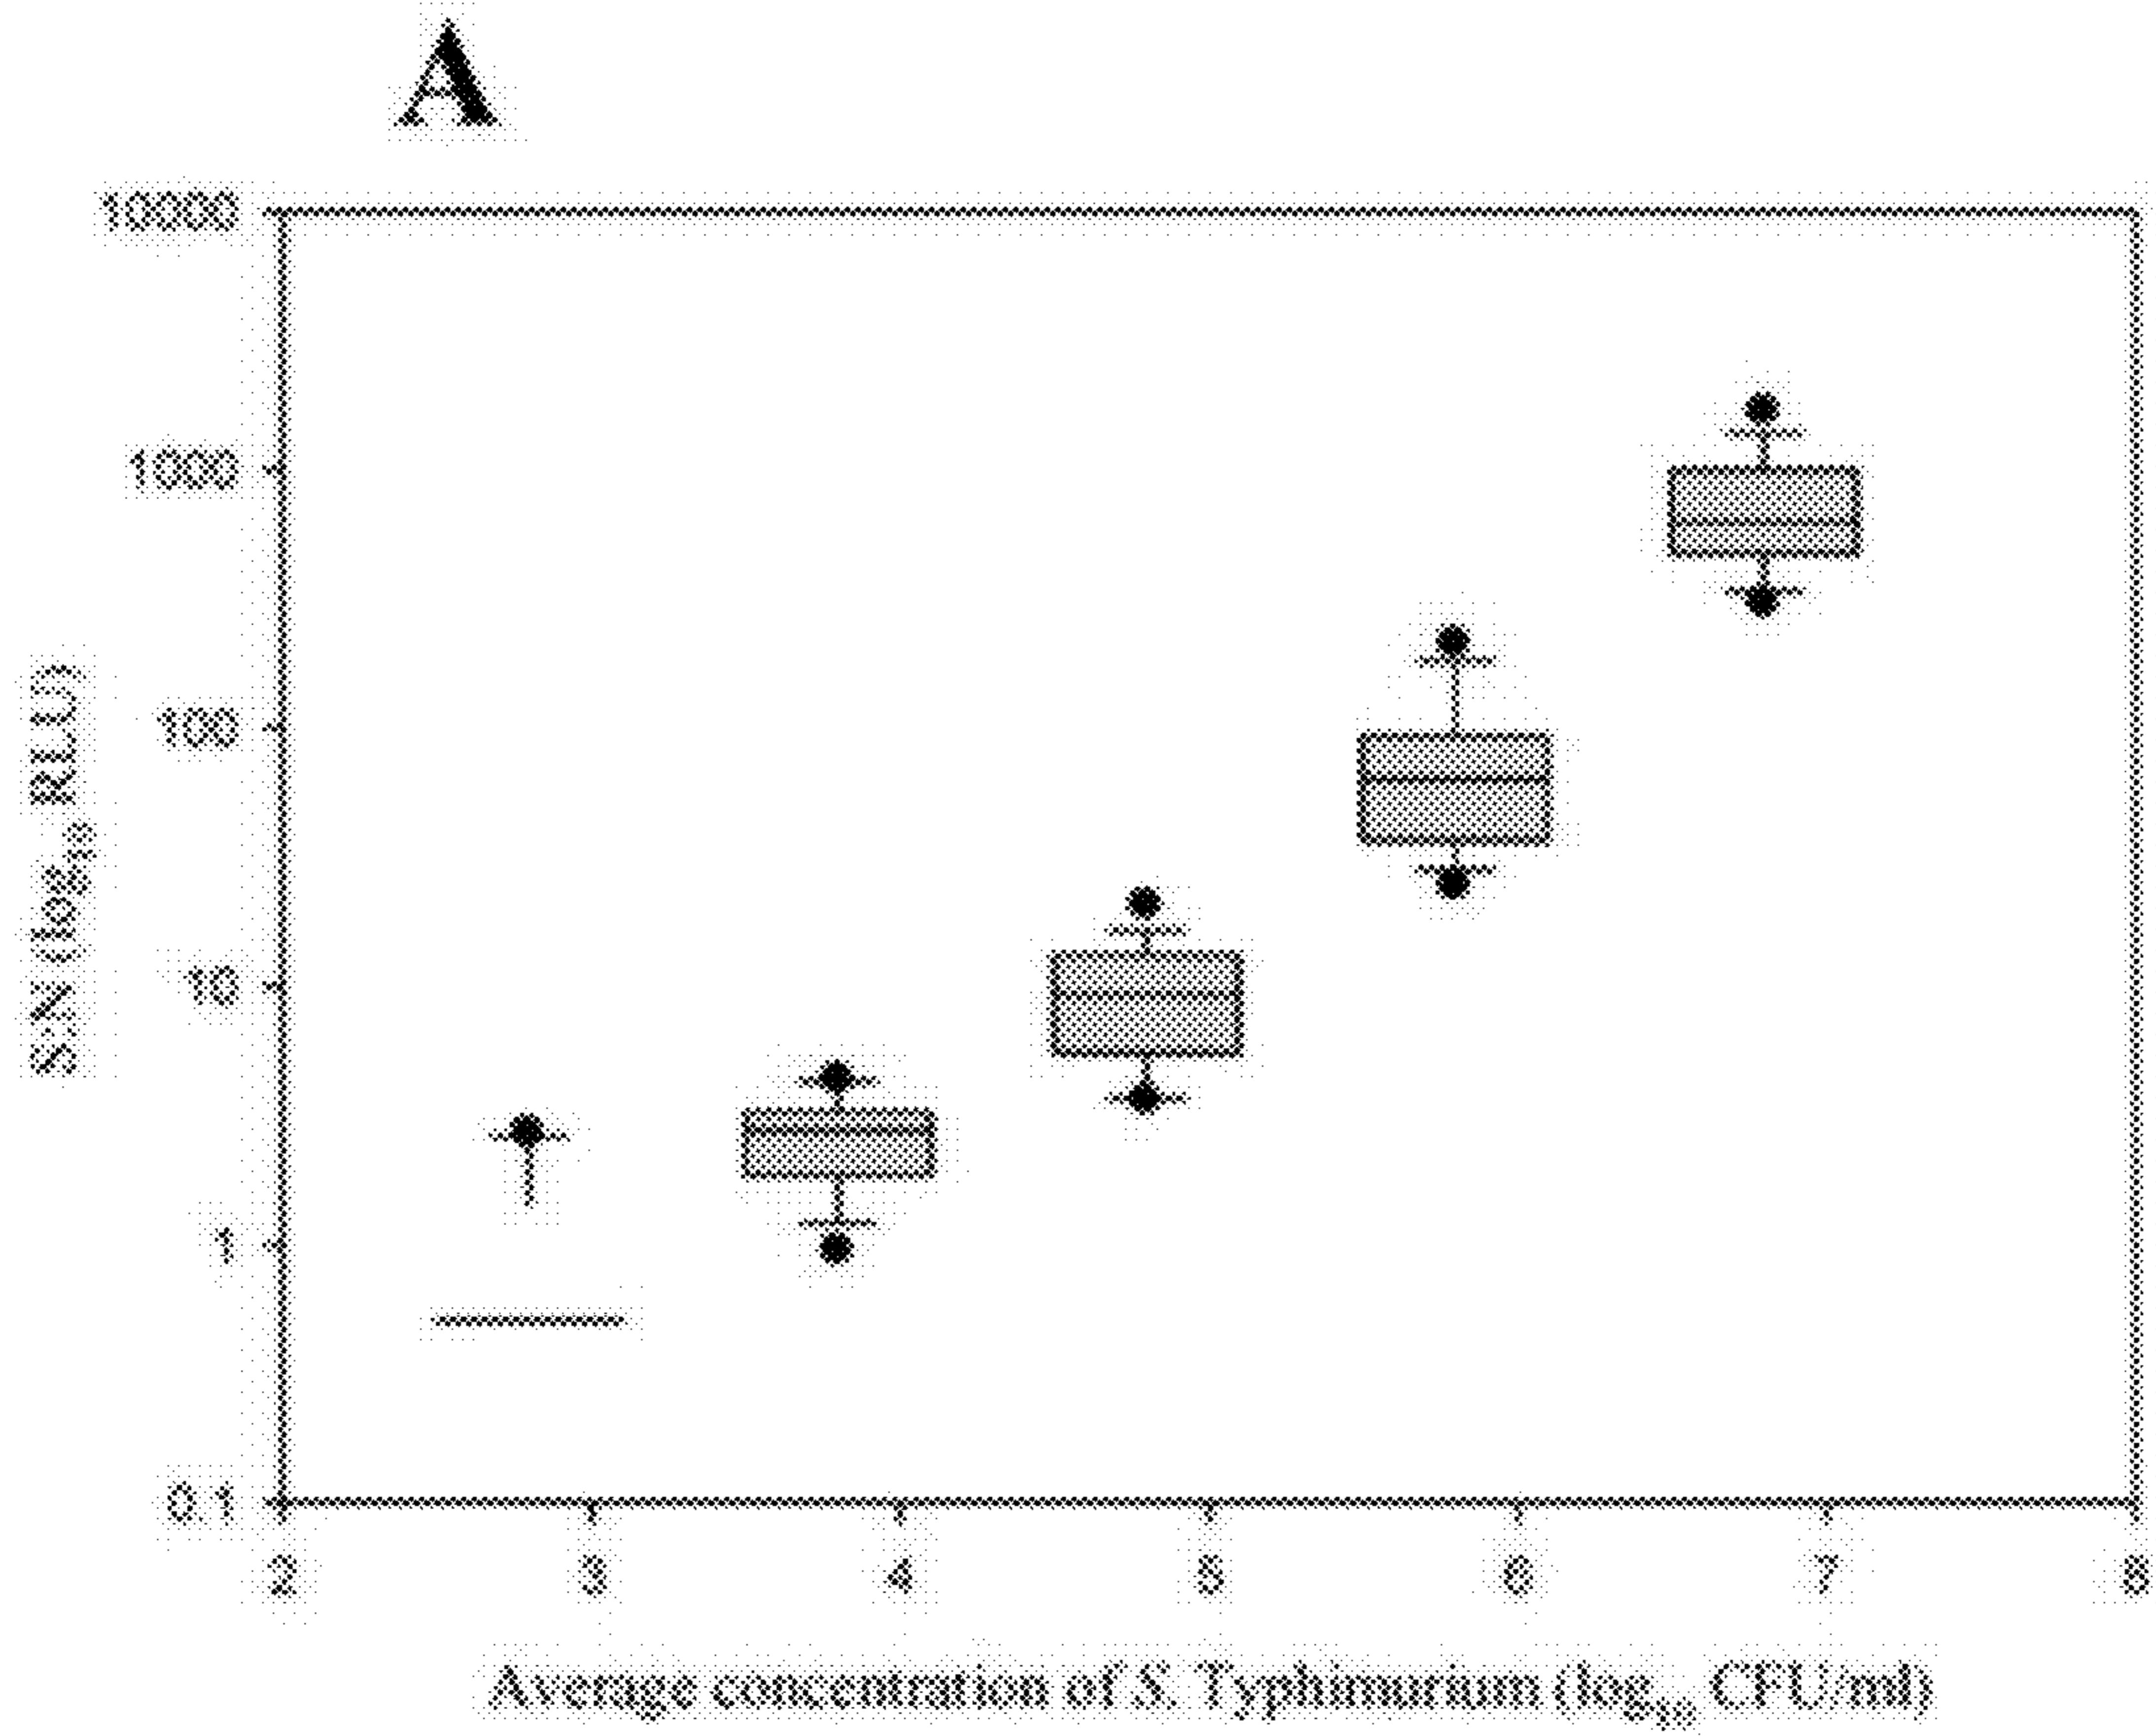 A
10000
1000
100
10
1
0.1
S:N (log₁₀ RLU)
2 3 4 5 6 7 8
Average concentration of S. Typhimurium (log₁₀ CFU/ml)